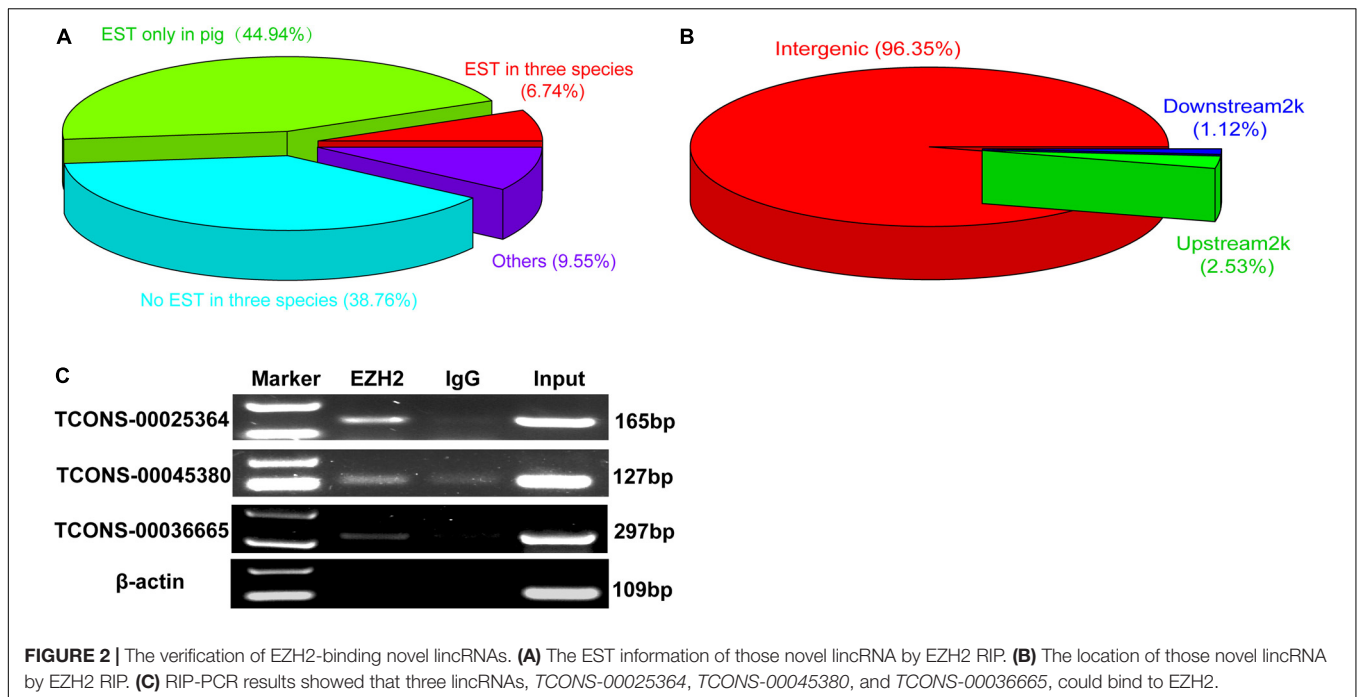 A
EST only in pig（44.94%）
EST in three species
(6.74%)
Others (9.55%)
No EST in three species (38.76%)
B
Intergenic (96.35%)
Downstream2k
(1.12%)
Upstream2k
(2.53%)
C
Marker EZH2 IgG Input
TCONS-00025364 165bp
TCONS-00045380 127bp
TCONS-00036665 297bp
β-actin 109bp
FIGURE 2 | The verification of EZH2-binding novel lincRNAs. (A) The EST information of those novel lincRNA by EZH2 RIP. (B) The location of those novel lincRNA
by EZH2 RIP. (C) RIP-PCR results showed that three lincRNAs, TCONS-00025364, TCONS-00045380, and TCONS-00036665, could bind to EZH2.